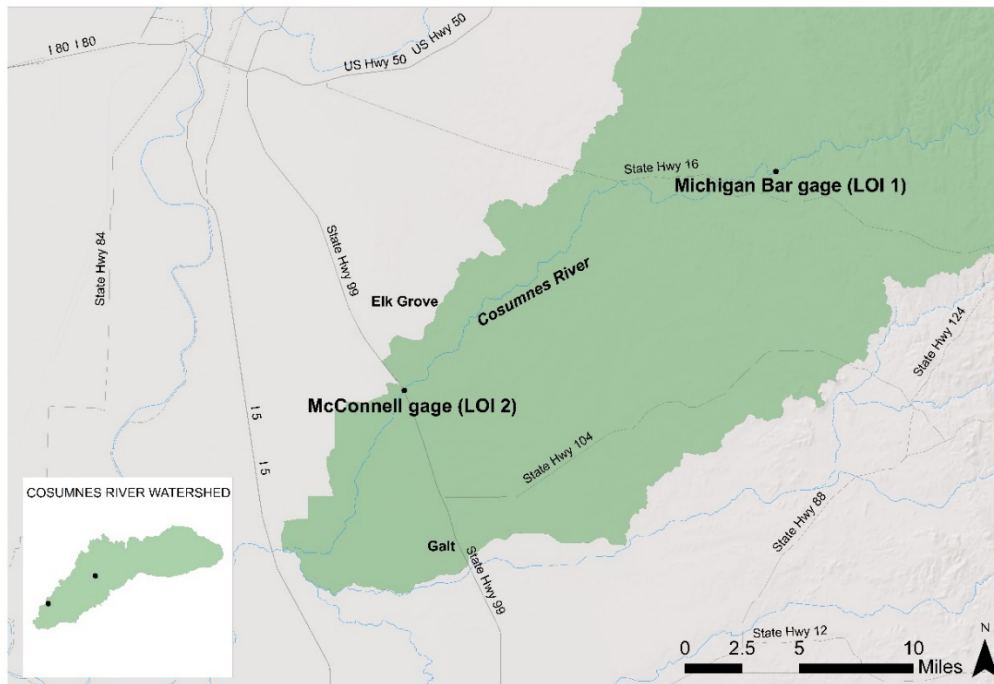 I 80 I 80
US Hwy 50
US Hwy 50
State Hwy 16
Michigan Bar gage (LOI 1)
State Hwy 84
State Hwy 99
Elk Grove
Cosumnes River
State Hwy 124
McConnell gage (LOI 2)
I 5
I 5
State Hwy 104
COSUMNES RIVER WATERSHED
State Hwy 88
Galt
State Hwy 99
State Hwy 12
N
0 2.5 5 10
Miles